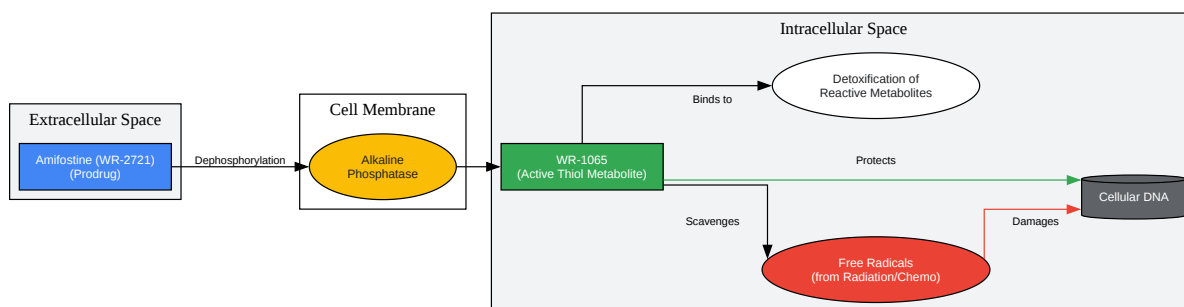 Extracellular Space
Amifostine (WR-2721)
(Prodrug)
Dephosphorylation
Cell Membrane
Alkaline
Phosphatase
Intracellular Space
WR-1065
(Active Thiol Metabolite)
Binds to
Detoxification of
Reactive Metabolites
Protects
Scavenges
Free Radicals
(from Radiation/Chemo)
Damages
Cellular DNA